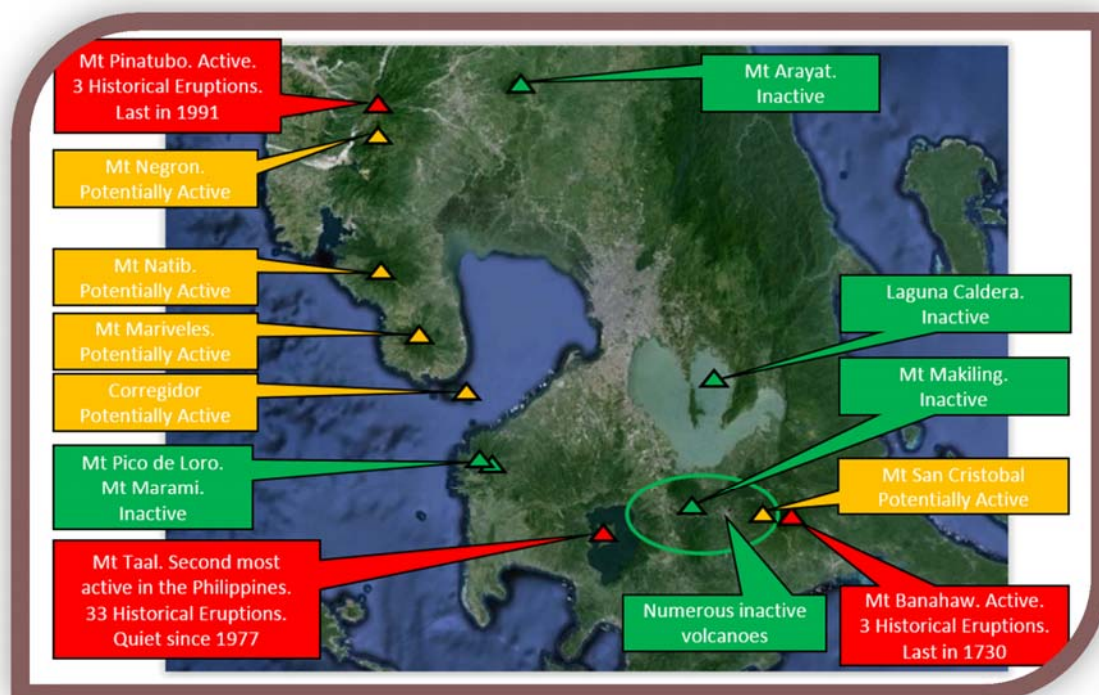 Mt Pinatubo. Active.
3 Historical Eruptions.
Last in 1991
Mt Arayat.
Inactive
Mt Negron.
Potentially Active
Mt Natib.
Potentially Active
Laguna Caldera.
Inactive
Mt Mariveles.
Potentially Active
Mt Makiling.
Inactive
Corregidor
Potentially Active
Mt Pico de Loro.
Mt Marami.
Inactive
Mt San Cristobal
Potentially Active
Mt Taal. Second most
active in the Philippines.
33 Historical Eruptions.
Quiet since 1977
Numerous inactive
volcanoes
Mt Banahaw. Active.
3 Historical Eruptions.
Last in 1730